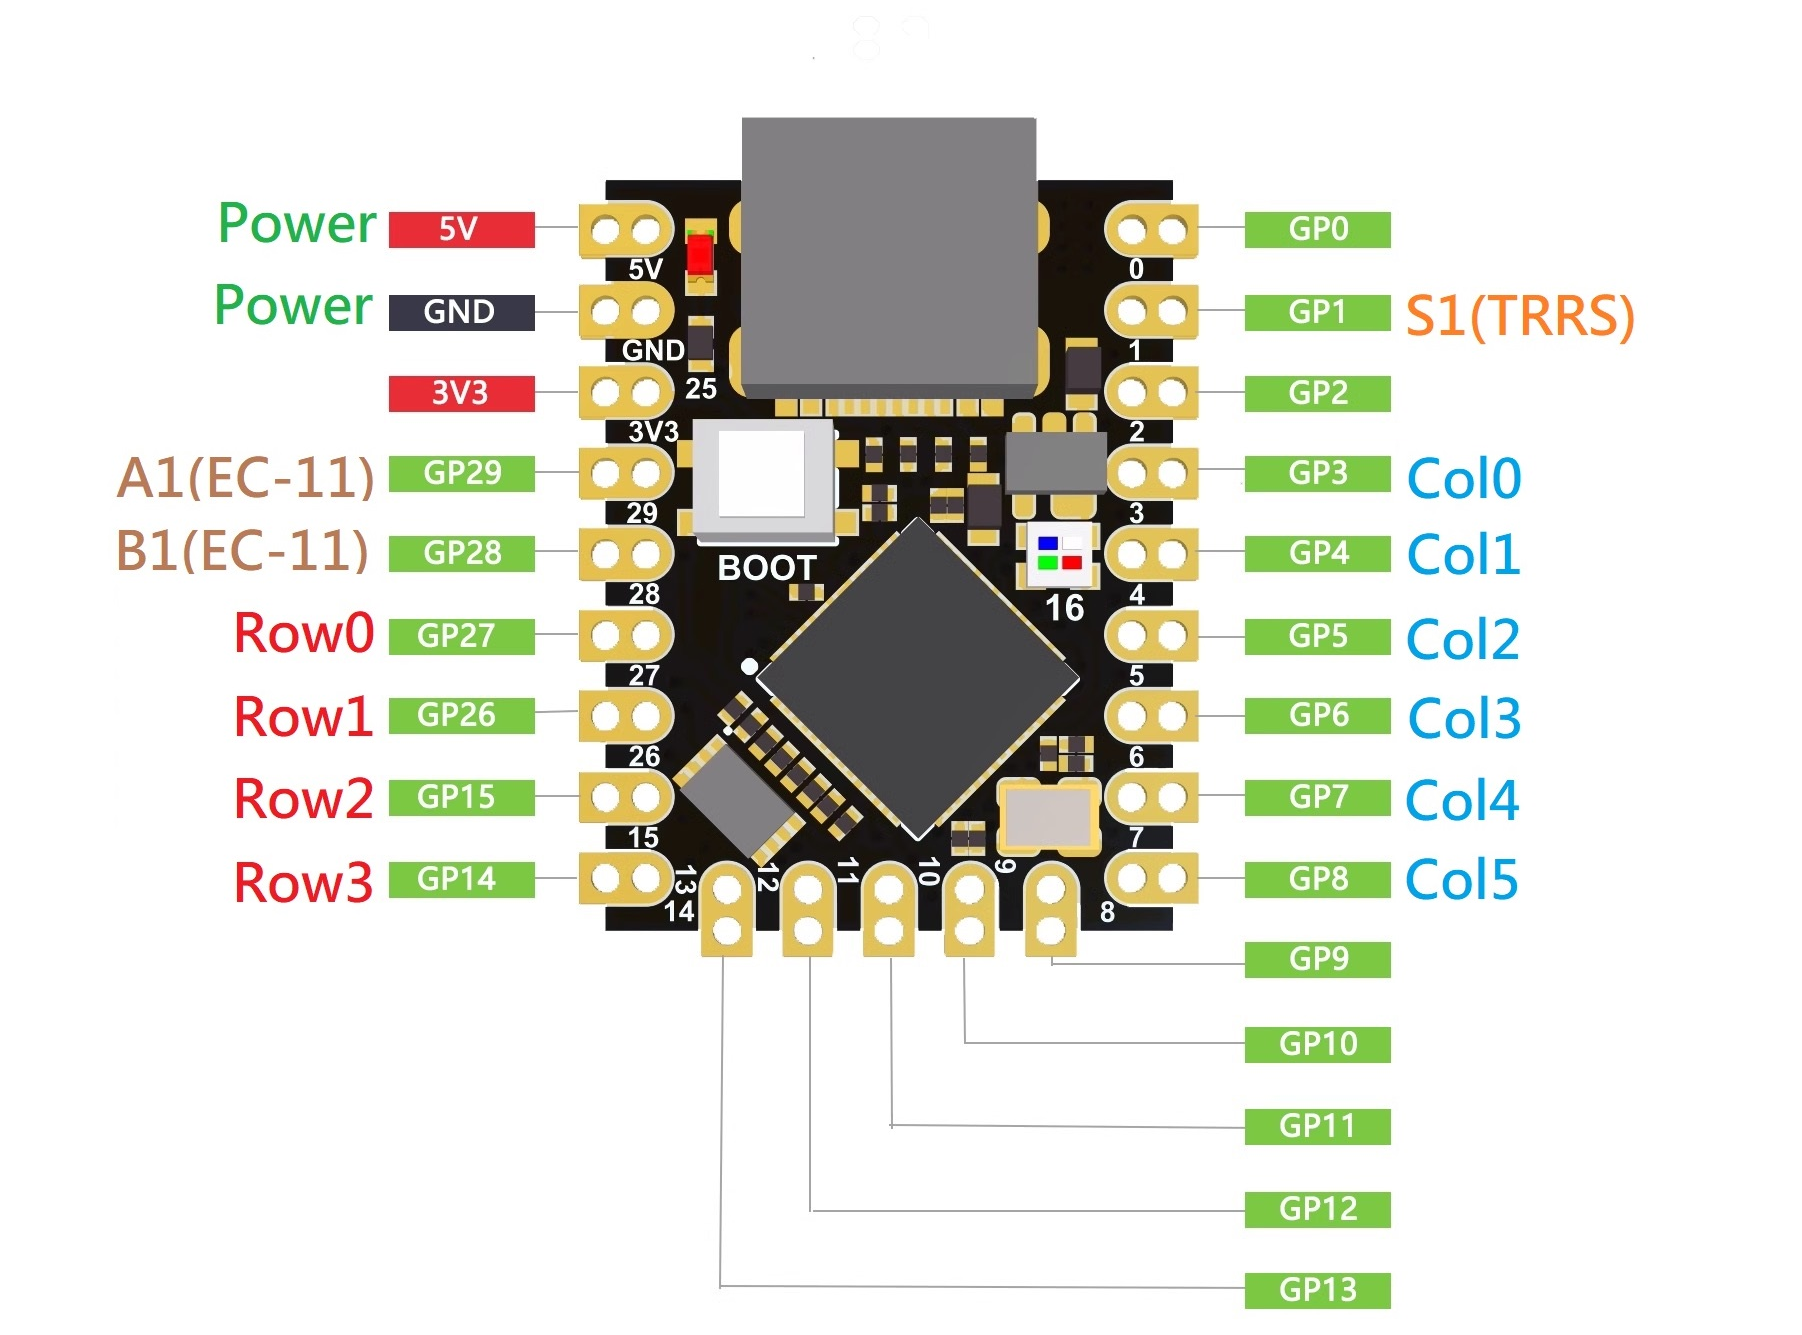 Power 5V
Power GND
3V3
A1(EC-11) GP29
B1(EC-11) GP28
Row0 GP27
Row1 GP26
Row2 GP15
Row3 GP14
5V
GND
3V3
29
28
27
26
15
14
25
BOOT
16
13
12
11
10
9
0
1
2
3
4
5
6
7
8
GP0
GP1 S1(TRRS)
GP2
GP3 Col0
GP4 Col1
GP5 Col2
GP6 Col3
GP7 Col4
GP8 Col5
GP9
GP10
GP11
GP12
GP13